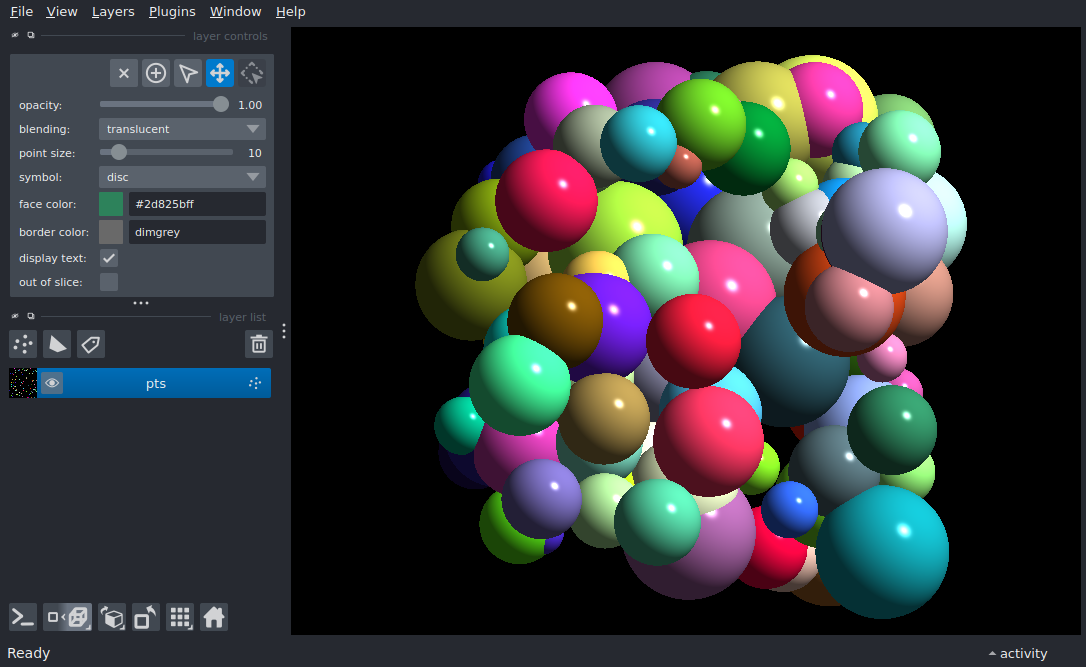 File View Layers Plugins Window Help
layer controls
opacity: 1.00
blending: translucent
point size: 10
symbol: disc
face color: #2d825bff
border color: dimgrey
display text:
out of slice:
layer list
pts
Ready
activity